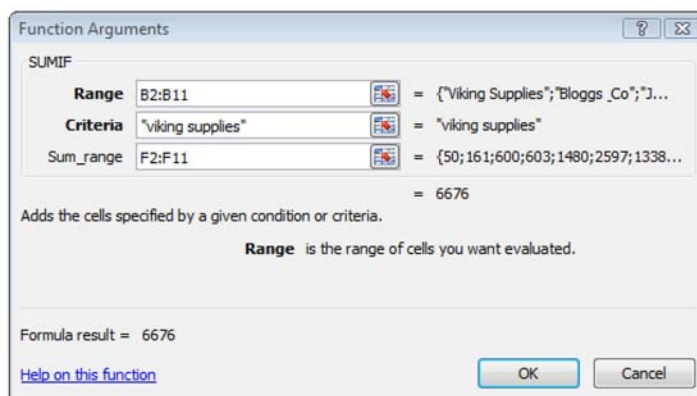 Function Arguments
SUMIF
Range B2:B11 = {"Viking Supplies";"Bloggs _Co";"J...
Criteria "viking supplies" = "viking supplies"
Sum_range F2:F11 = {50;161;600;603;1480;2597;1338...
= 6676
Adds the cells specified by a given condition or criteria.
Range is the range of cells you want evaluated.
Formula result = 6676
Help on this function OK Cancel